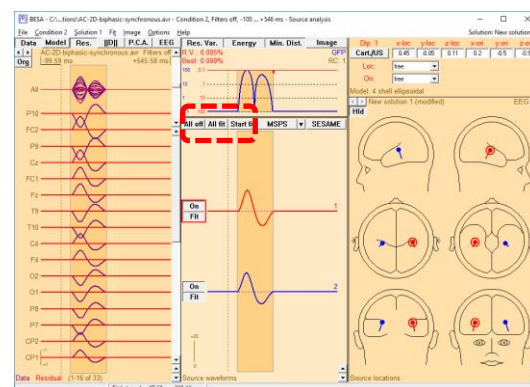 BESA - C:\...tions\AC-2D-biphasic-synchronous.avr - Condition 2, Filters off, -100 ... +546 ms - Source analysis
File Condition 2 Solution 1 Fit Image Options Help
Solution: New solution
Data Model Res. ||D|| P.C.A. EEG
Res. Var. Energy Min. Dist. Image
Dip. 1 x-loc y-loc z-loc x-ori y-ori
Org
AC-2D-biphasic-synchronous.avr Filters off
-89.59 ms
+545.58 ms
R.V.: 0.005%
Best: 0.000%
GFP
RC: 1
Cart./US 0.45 -0.05 0.11 0.2 -0.5
Loc: free
Ori: free
Model: 4 shell ellipsoidal
New solution 1 (modified) EEG
Hld
All off All fit Start fit MSPS SESAME
All
P10
FC2
P9
Cz
FC1
Fz
T9
T10
C4
F4
O2
O1
P8
P7
CP2
CP1
On
Fit
1
On
Fit
2
Data Residual (1-16 of 33)
Source waveforms
Source locations